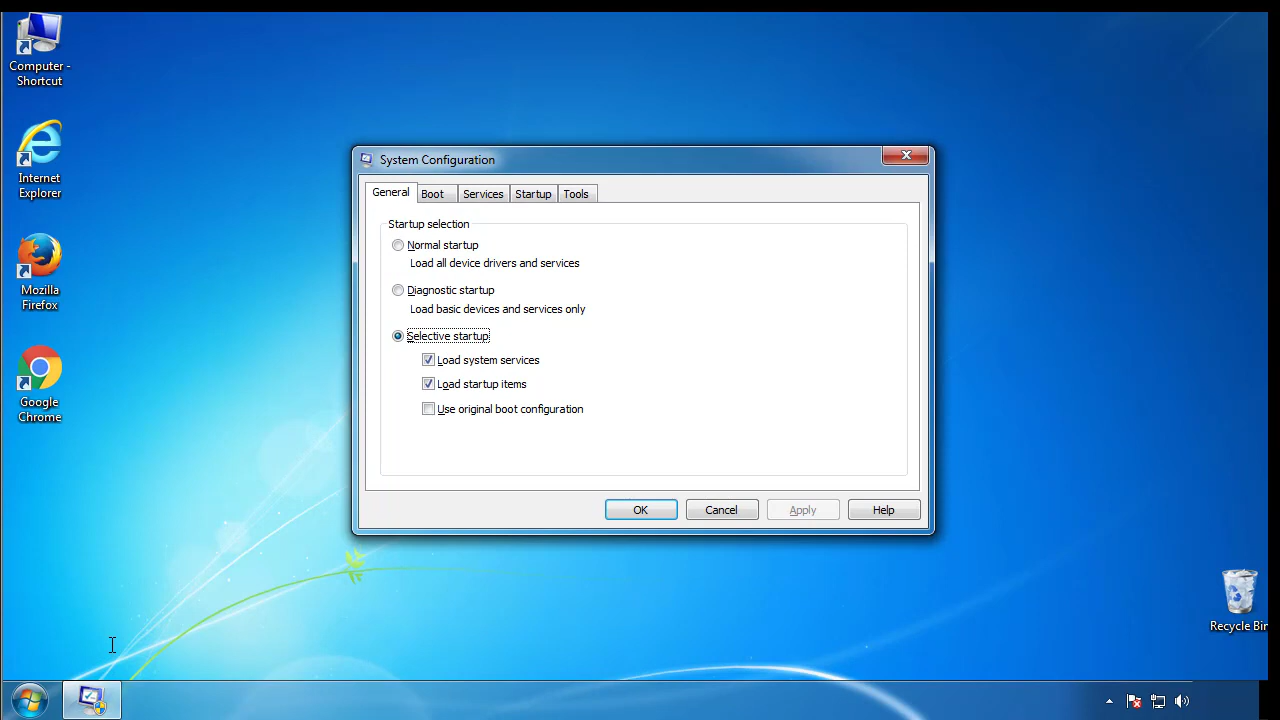 Computer -
Shortcut
Internet
Explorer
Mozilla
Firefox
Google
Chrome
System Configuration
General Boot Services Startup Tools
Startup selection
Normal startup
Load all device drivers and services
Diagnostic startup
Load basic devices and services only
Selective startup
Load system services
Load startup items
Use original boot configuration
OK Cancel Apply Help
Recycle Bin